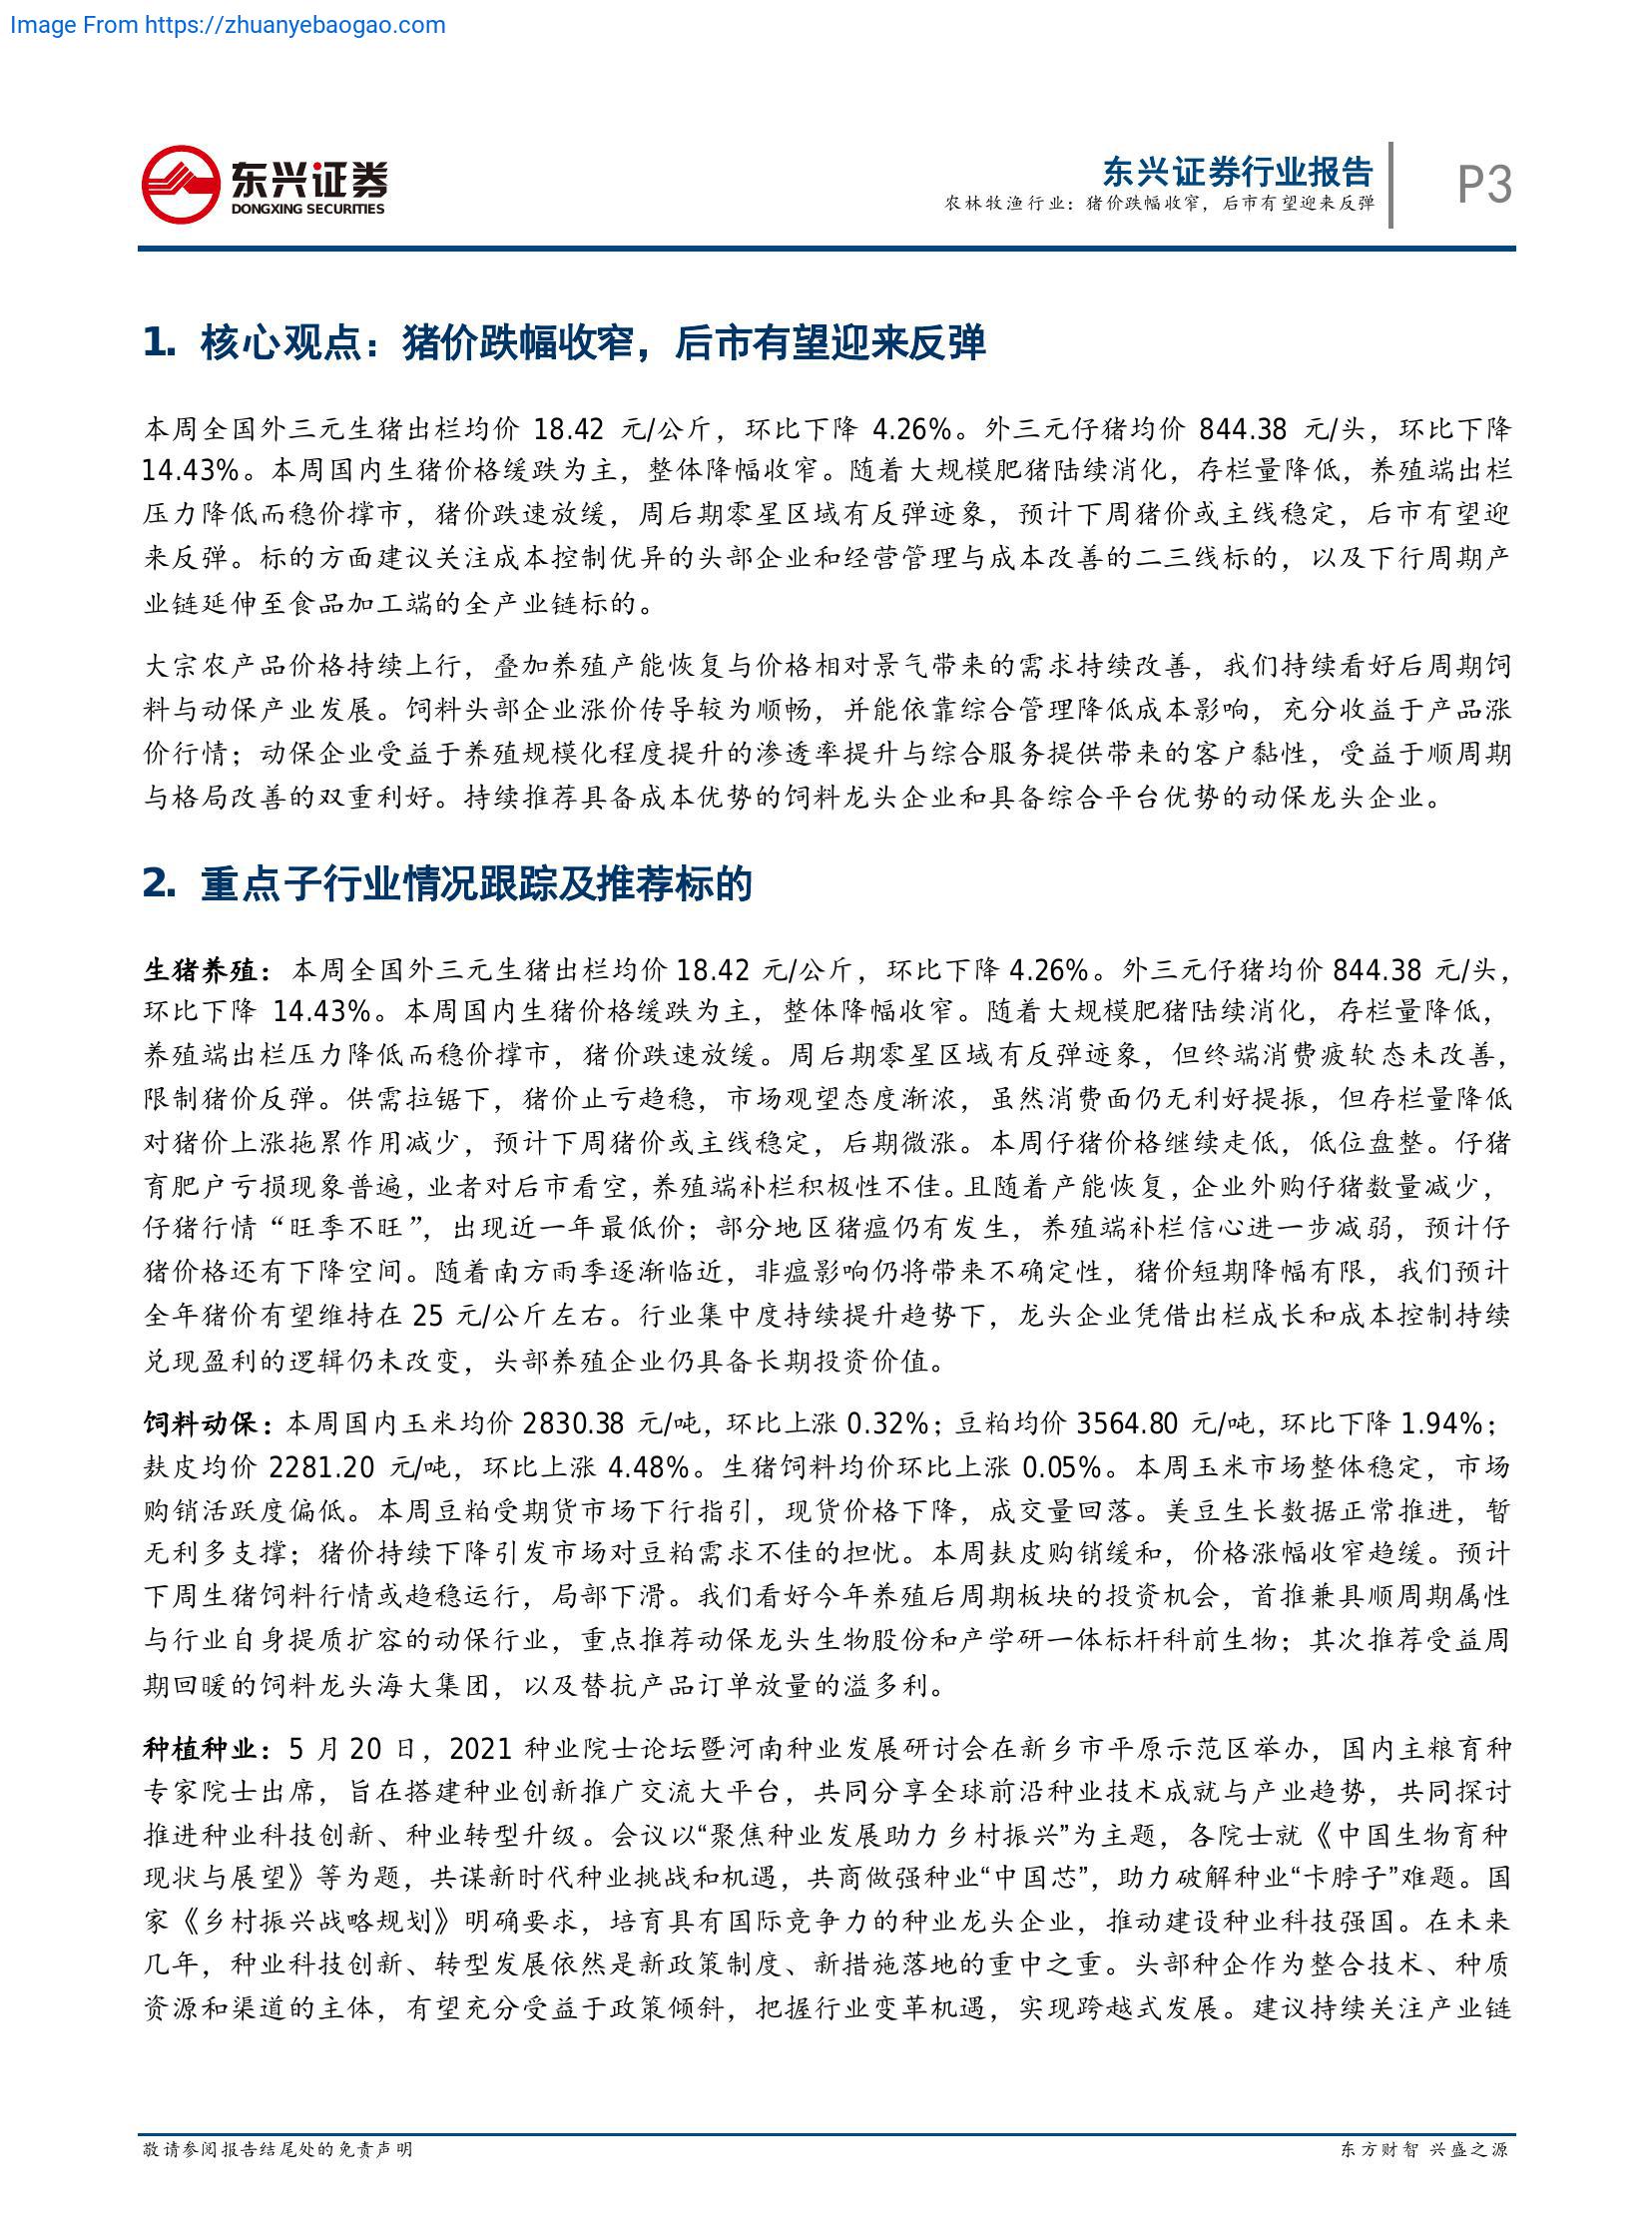 Image From https://zhuanyebaogao.com
东兴证券
DONGXING SECURITIES
东兴证券行业报告
农林牧渔行业：猪价跌幅收窄，后市有望迎来反弹
P3
1. 核心观点：猪价跌幅收窄，后市有望迎来反弹
本周全国外三元生猪出栏均价 18.42 元/公斤，环比下降 4.26%。外三元仔猪均价 844.38 元/头，环比下降
14.43%。本周国内生猪价格缓跌为主，整体降幅收窄。随着大规模肥猪陆续消化，存栏量降低，养殖端出栏
压力降低而稳价撑市，猪价跌速放缓，周后期零星区域有反弹迹象，预计下周猪价或主线稳定，后市有望迎
来反弹。标的方面建议关注成本控制优异的头部企业和经营管理与成本改善的二三线标的，以及下行周期产
业链延伸至食品加工端的全产业链标的。
大宗农产品价格持续上行，叠加养殖产能恢复与价格相对景气带来的需求持续改善，我们持续看好后周期饲
料与动保产业发展。饲料头部企业涨价传导较为顺畅，并能依靠综合管理降低成本影响，充分收益于产品涨
价行情；动保企业受益于养殖规模化程度提升的渗透率提升与综合服务提供带来的客户黏性，受益于顺周期
与格局改善的双重利好。持续推荐具备成本优势的饲料龙头企业和具备综合平台优势的动保龙头企业。
2. 重点子行业情况跟踪及推荐标的
生猪养殖：本周全国外三元生猪出栏均价 18.42 元/公斤，环比下降 4.26%。外三元仔猪均价 844.38 元/头，
环比下降 14.43%。本周国内生猪价格缓跌为主，整体降幅收窄。随着大规模肥猪陆续消化，存栏量降低，
养殖端出栏压力降低而稳价撑市，猪价跌速放缓。周后期零星区域有反弹迹象，但终端消费疲软态未改善，
限制猪价反弹。供需拉锯下，猪价止亏趋稳，市场观望态度渐浓，虽然消费面仍无利好提振，但存栏量降低
对猪价上涨拖累作用减少，预计下周猪价或主线稳定，后期微涨。本周仔猪价格继续走低，低位盘整。仔猪
育肥户亏损现象普遍，业者对后市看空，养殖端补栏积极性不佳。且随着产能恢复，企业外购仔猪数量减少，
仔猪行情“旺季不旺”，出现近一年最低价；部分地区猪瘟仍有发生，养殖端补栏信心进一步减弱，预计仔
猪价格还有下降空间。随着南方雨季逐渐临近，非瘟影响仍将带来不确定性，猪价短期降幅有限，我们预计
全年猪价有望维持在 25 元/公斤左右。行业集中度持续提升趋势下，龙头企业凭借出栏成长和成本控制持续
兑现盈利的逻辑仍未改变，头部养殖企业仍具备长期投资价值。
饲料动保：本周国内玉米均价 2830.38 元/吨，环比上涨 0.32%；豆粕均价 3564.80 元/吨，环比下降 1.94%；
麸皮均价 2281.20 元/吨，环比上涨 4.48%。生猪饲料均价环比上涨 0.05%。本周玉米市场整体稳定，市场
购销活跃度偏低。本周豆粕受期货市场下行指引，现货价格下降，成交量回落。美豆生长数据正常推进，暂
无利多支撑；猪价持续下降引发市场对豆粕需求不佳的担忧。本周麸皮购销缓和，价格涨幅收窄趋缓。预计
下周生猪饲料行情或趋稳运行，局部下滑。我们看好今年养殖后周期板块的投资机会，首推兼具顺周期属性
与行业自身提质扩容的动保行业，重点推荐动保龙头生物股份和产学研一体标杆科前生物；其次推荐受益周
期回暖的饲料龙头海大集团，以及替抗产品订单放量的溢多利。
种植种业：5 月 20 日，2021 种业院士论坛暨河南种业发展研讨会在新乡市平原示范区举办，国内主粮育种
专家院士出席，旨在搭建种业创新推广交流大平台，共同分享全球前沿种业技术成就与产业趋势，共同探讨
推进种业科技创新、种业转型升级。会议以“聚焦种业发展助力乡村振兴”为主题，各院士就《中国生物育种
现状与展望》等为题，共谋新时代种业挑战和机遇，共商做强种业“中国芯”，助力破解种业“卡脖子”难题。国
家《乡村振兴战略规划》明确要求，培育具有国际竞争力的种业龙头企业，推动建设种业科技强国。在未来
几年，种业科技创新、转型发展依然是新政策制度、新措施落地的重中之重。头部种企作为整合技术、种质
资源和渠道的主体，有望充分受益于政策倾斜，把握行业变革机遇，实现跨越式发展。建议持续关注产业链
敬请参阅报告结尾处的免责声明
东方财智 兴盛之源